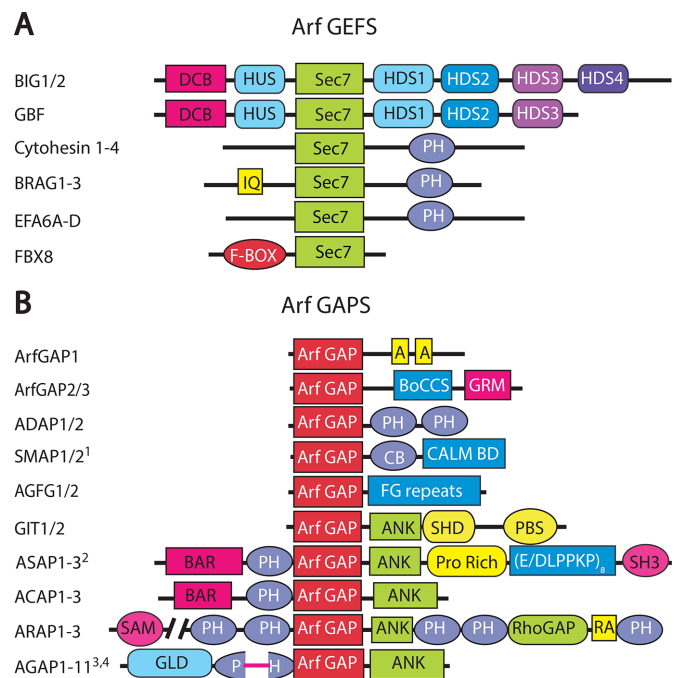 A Arf GEFS
BIG1/2 DCB HUS Sec7 HDS1 HDS2 HDS3 HDS4
GBF DCB HUS Sec7 HDS1 HDS2 HDS3
Cytohesin 1-4 Sec7 PH
BRAG1-3 IQ Sec7 PH
EFA6A-D Sec7 PH
FBX8 F-BOX Sec7
B Arf GAPS
ArfGAP1 Arf GAP A A
ArfGAP2/3 Arf GAP BoCCS GRM
ADAP1/2 Arf GAP PH PH
SMAP1/2¹ Arf GAP CB CALM BD
AGFG1/2 Arf GAP FG repeats
GIT1/2 Arf GAP ANK SHD PBS
ASAP1-3² BAR PH Arf GAP ANK Pro Rich (E/DLPPKP)₈ SH3
ACAP1-3 BAR PH Arf GAP ANK
ARAP1-3 SAM PH PH Arf GAP ANK PH PH RhoGAP RA PH
AGAP1-11³,⁴ GLD P H Arf GAP ANK